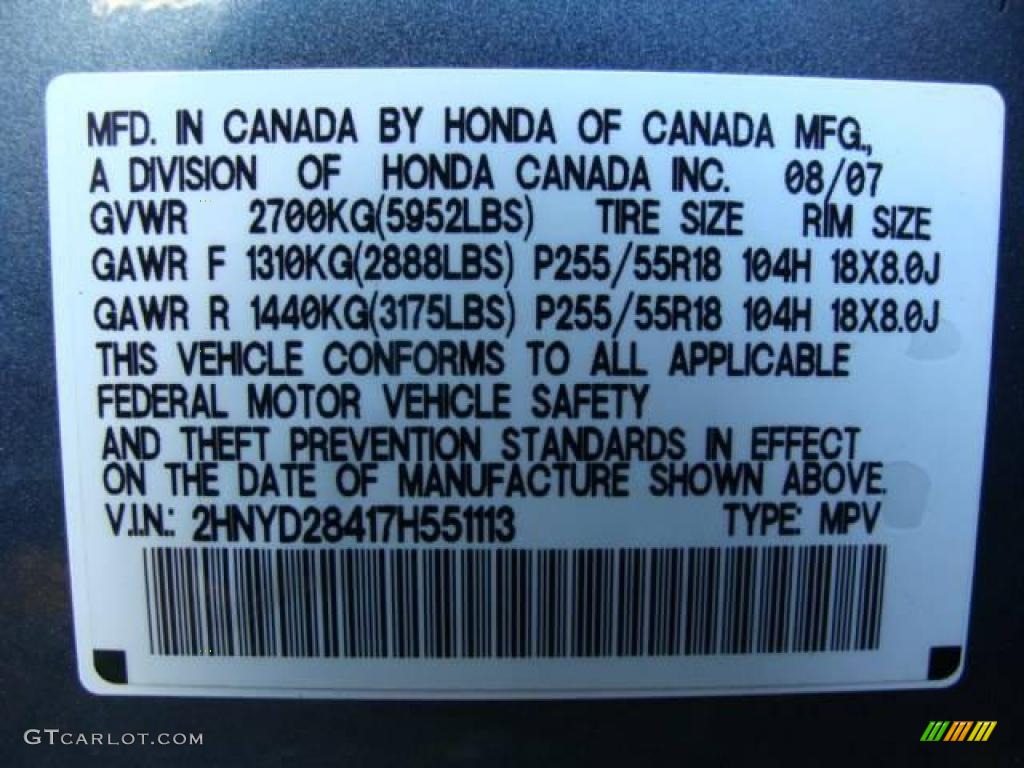 MFD. IN CANADA BY HONDA OF CANADA MFG.,
A DIVISION OF HONDA CANADA INC. 08/07
GVWR 2700KG(5952LBS) TIRE SIZE RIM SIZE
GAWR F 1310KG(2888LBS) P255/55R18 104H 18X8.0J
GAWR R 1440KG(3175LBS) P255/55R18 104H 18X8.0J
THIS VEHICLE CONFORMS TO ALL APPLICABLE
FEDERAL MOTOR VEHICLE SAFETY
AND THEFT PREVENTION STANDARDS IN EFFECT
ON THE DATE OF MANUFACTURE SHOWN ABOVE.
V.I.N.: 2HNYD28417H551113 TYPE: MPV
GTCARLOT.COM